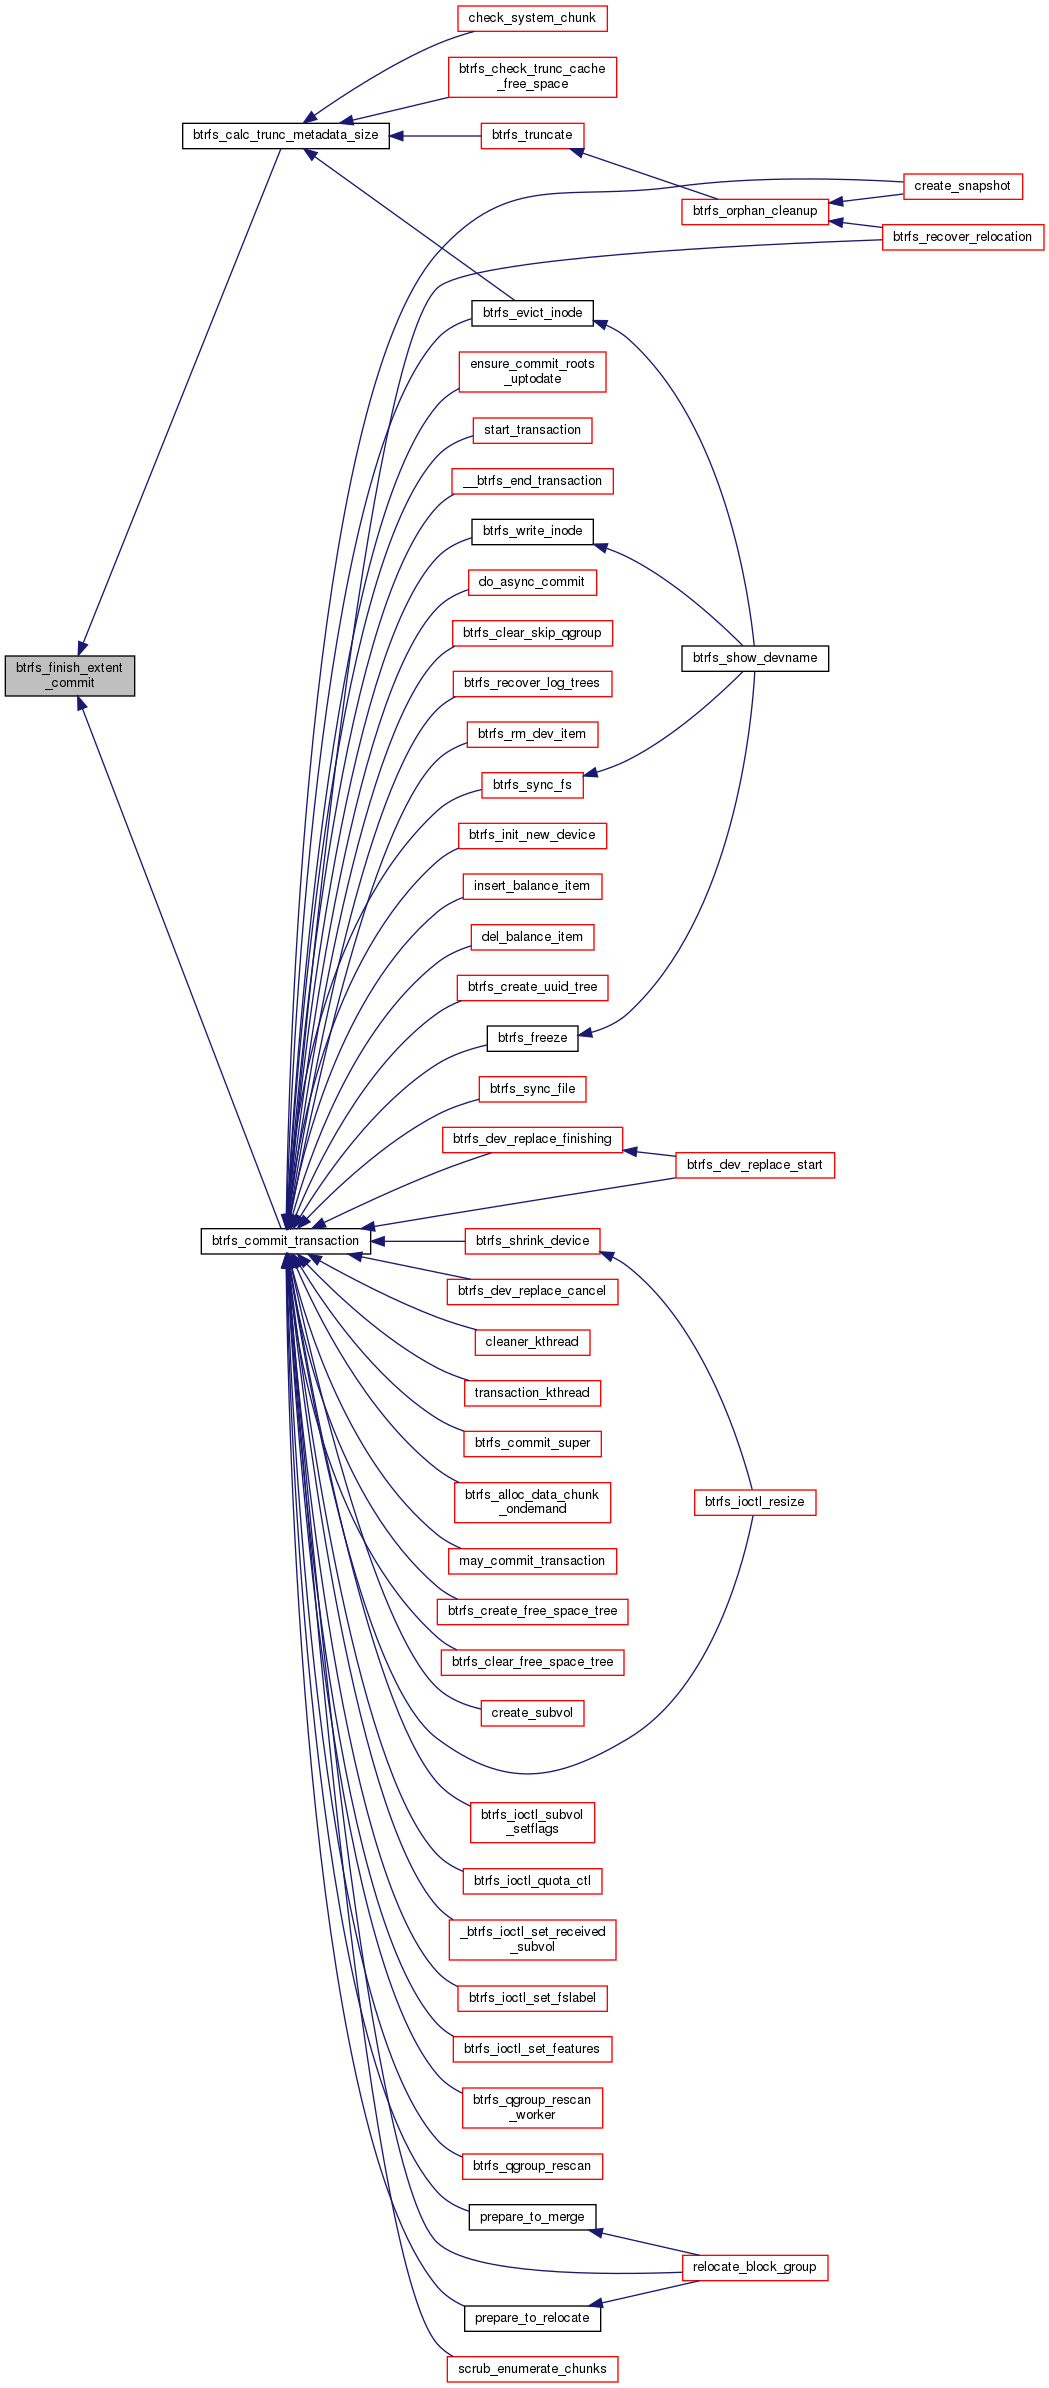 check_system_chunk
btrfs_check_trunc_cache
_free_space
btrfs_calc_trunc_metadata_size
btrfs_truncate
create_snapshot
btrfs_orphan_cleanup
btrfs_recover_relocation
btrfs_evict_inode
ensure_commit_roots
_uptodate
start_transaction
__btrfs_end_transaction
btrfs_write_inode
do_async_commit
btrfs_clear_skip_qgroup
btrfs_show_devname
btrfs_finish_extent
_commit
btrfs_recover_log_trees
btrfs_rm_dev_item
btrfs_sync_fs
btrfs_init_new_device
insert_balance_item
del_balance_item
btrfs_create_uuid_tree
btrfs_freeze
btrfs_sync_file
btrfs_dev_replace_finishing
btrfs_dev_replace_start
btrfs_commit_transaction
btrfs_shrink_device
btrfs_dev_replace_cancel
cleaner_kthread
transaction_kthread
btrfs_commit_super
btrfs_alloc_data_chunk
_ondemand
btrfs_ioctl_resize
may_commit_transaction
btrfs_create_free_space_tree
btrfs_clear_free_space_tree
create_subvol
btrfs_ioctl_subvol
_setflags
btrfs_ioctl_quota_ctl
_btrfs_ioctl_set_received
_subvol
btrfs_ioctl_set_fslabel
btrfs_ioctl_set_features
btrfs_qgroup_rescan
_worker
btrfs_qgroup_rescan
prepare_to_merge
relocate_block_group
prepare_to_relocate
scrub_enumerate_chunks